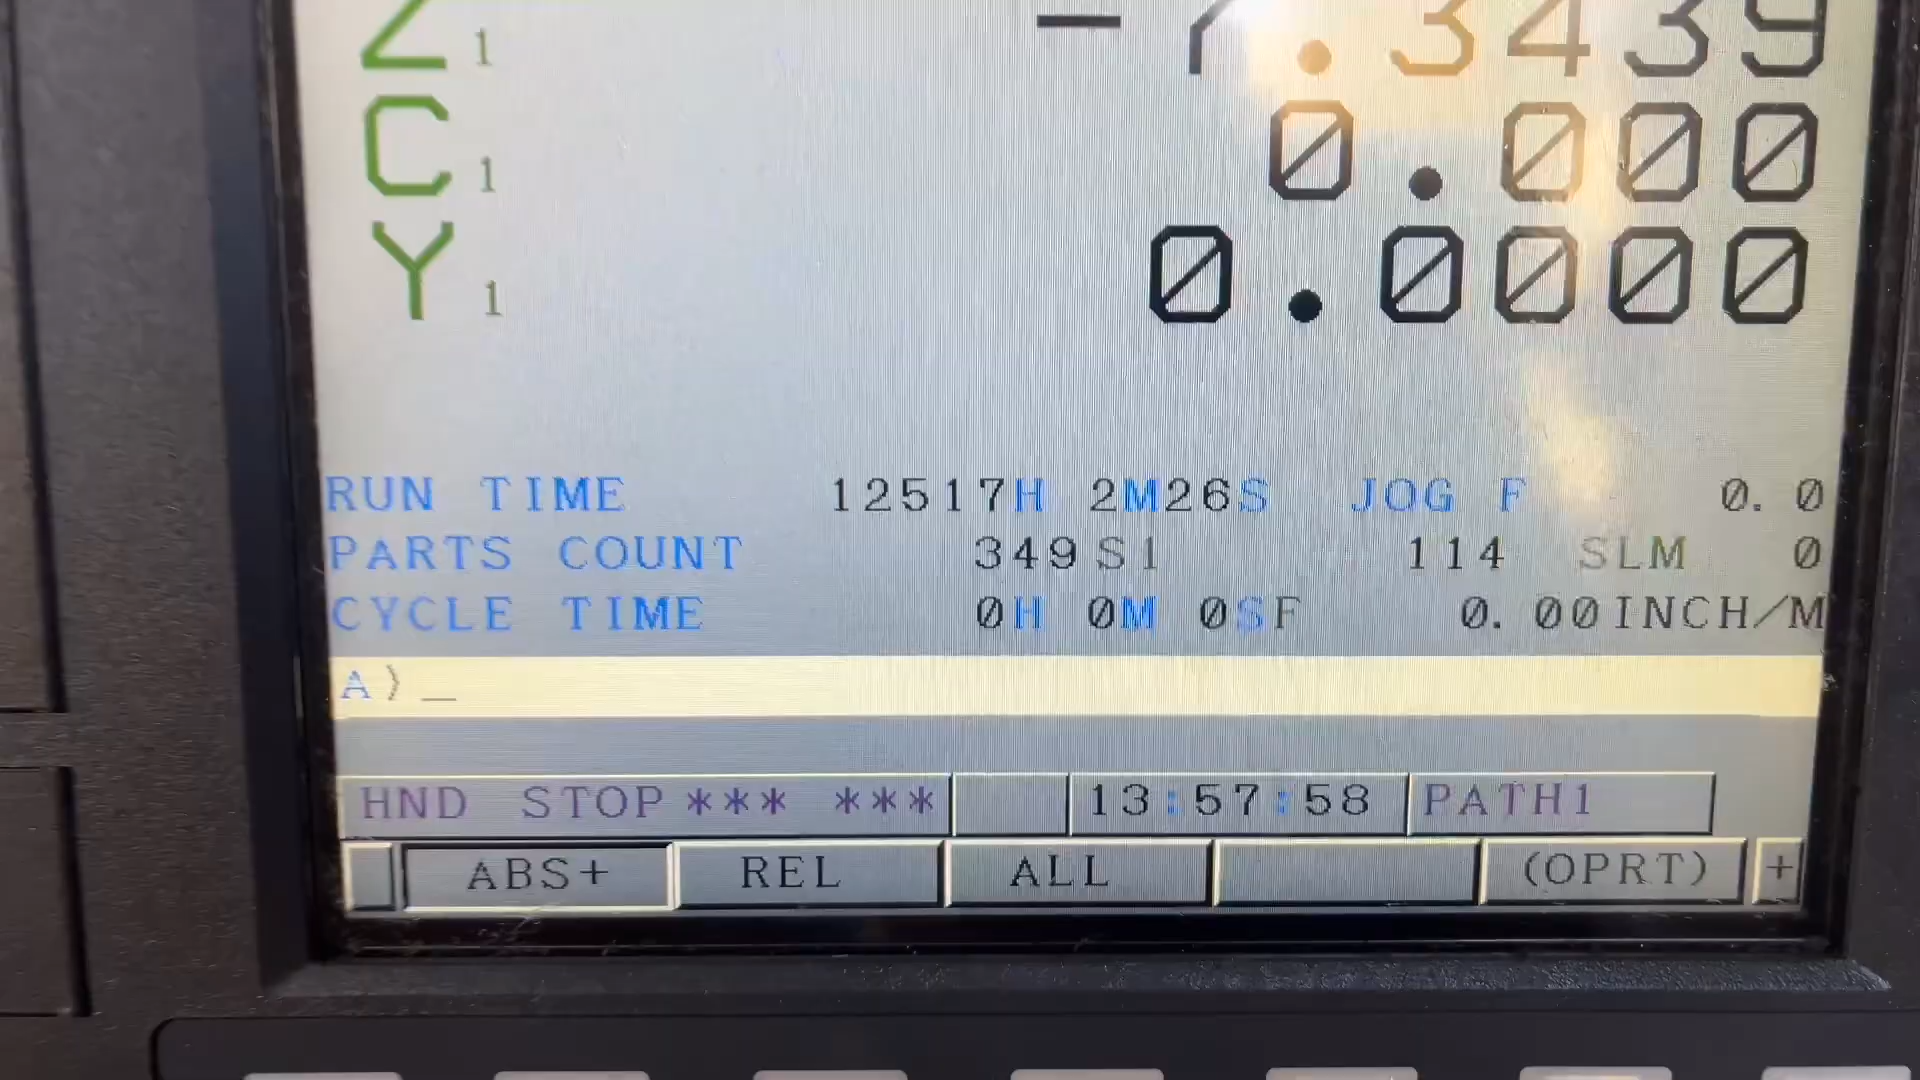 Z1 -7.3439
C1 0.000
Y1 0.0000
RUN TIME 12517H 2M26S JOG F 0.0
PARTS COUNT 349 S1 114 SLM 0
CYCLE TIME 0H 0M 0S F 0.00INCH/M
A)_
HND STOP*** *** 13:57:58 PATH1
ABS+ REL ALL (OPRT) +